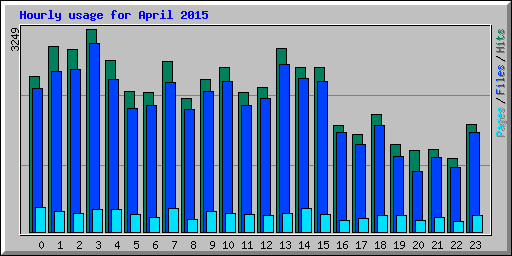 Hourly usage for April 2015
3249
Pages/Files/Hits
0 1 2 3 4 5 6 7 8 9 10 11 12 13 14 15 16 17 18 19 20 21 22 23